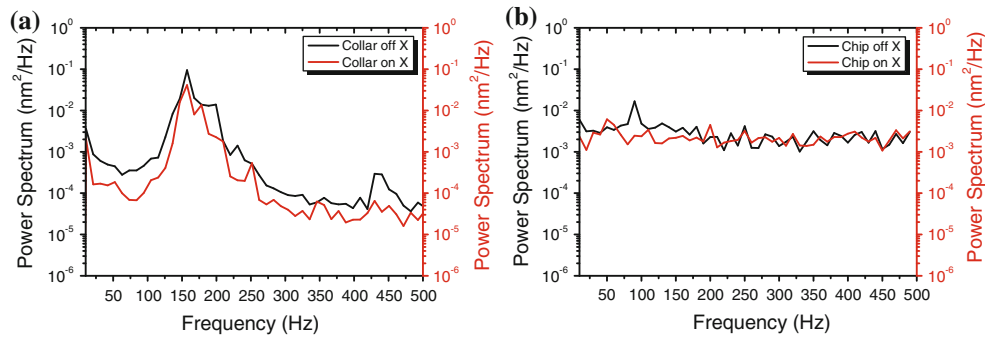 (a)
Power Spectrum (nm²/Hz)
10⁰
10⁻¹
10⁻²
10⁻³
10⁻⁴
10⁻⁵
10⁻⁶
Collar off X
Collar on X
10⁰
10⁻¹
10⁻²
10⁻³
10⁻⁴
10⁻⁵
10⁻⁶
Power Spectrum (nm²/Hz)
50 100 150 200 250 300 350 400 450 500
Frequency (Hz)
(b)
Power Spectrum (nm²/Hz)
10⁰
10⁻¹
10⁻²
10⁻³
10⁻⁴
10⁻⁵
10⁻⁶
Chip off X
Chip on X
10⁰
10⁻¹
10⁻²
10⁻³
10⁻⁴
10⁻⁵
10⁻⁶
Power Spectrum (nm²/Hz)
50 100 150 200 250 300 350 400 450 500
Frequency (Hz)